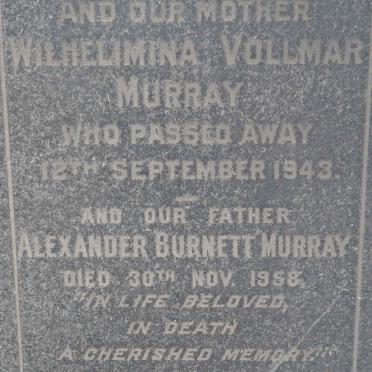 AND OUR MOTHER
WILHELIMINA VOLLMAR
MURRAY
WHO PASSED AWAY
12TH SEPTEMBER 1943.
AND OUR FATHER
ALEXANDER BURNETT MURRAY
DIED 30TH NOV. 1958,
"IN LIFE BELOVED,
IN DEATH
A CHERISHED MEMORY."